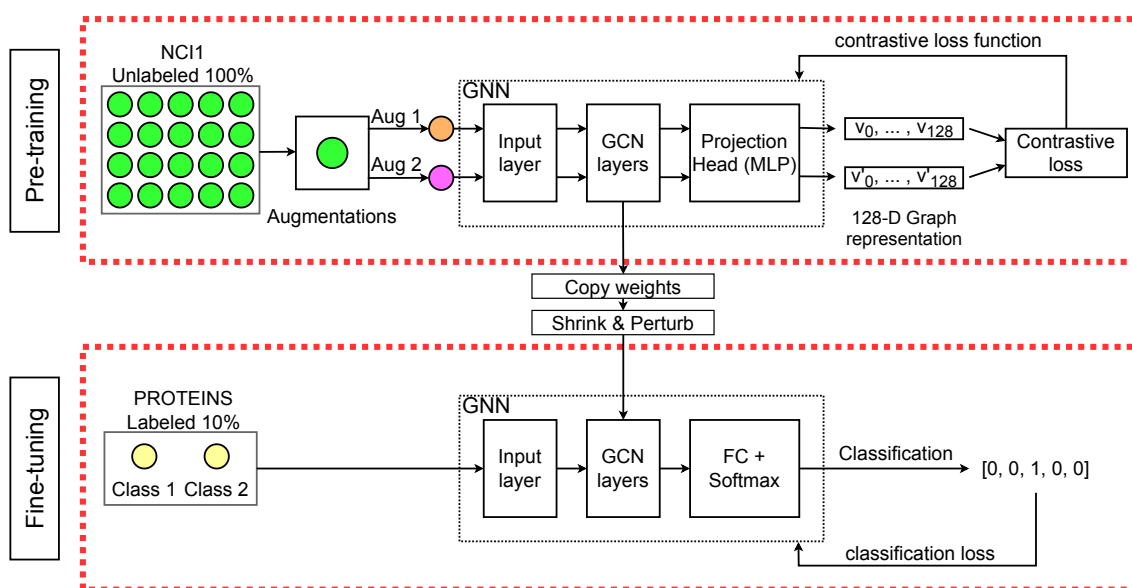 Pre-training
NCI1
Unlabeled 100%
Aug 1
Aug 2
Augmentations
GNN
Input
layer
GCN
layers
Projection
Head (MLP)
contrastive loss function
v0, ... , v128
v'0, ... , v'128
128-D Graph
representation
Contrastive
loss
Copy weights
Shrink & Perturb
Fine-tuning
PROTEINS
Labeled 10%
Class 1
Class 2
GNN
Input
layer
GCN
layers
FC +
Softmax
Classification
[0, 0, 1, 0, 0]
classification loss